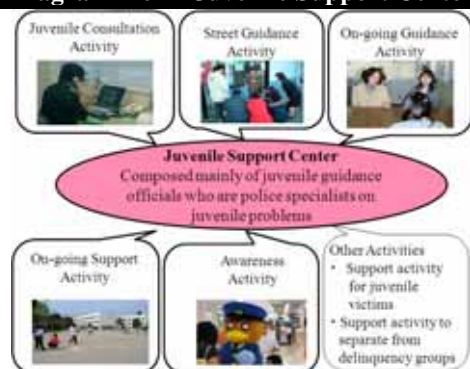 Juvenile Consultation
Activity
Street Guidance
Activity
On-going Guidance
Activity
Juvenile Support Center
Composed mainly of juvenile guidance
officials who are police specialists on
juvenile problems
On-going Support
Activity
Awareness
Activity
Other Activities
• Support activity
for juvenile
victims
• Support activity to
separate from
delinquency groups